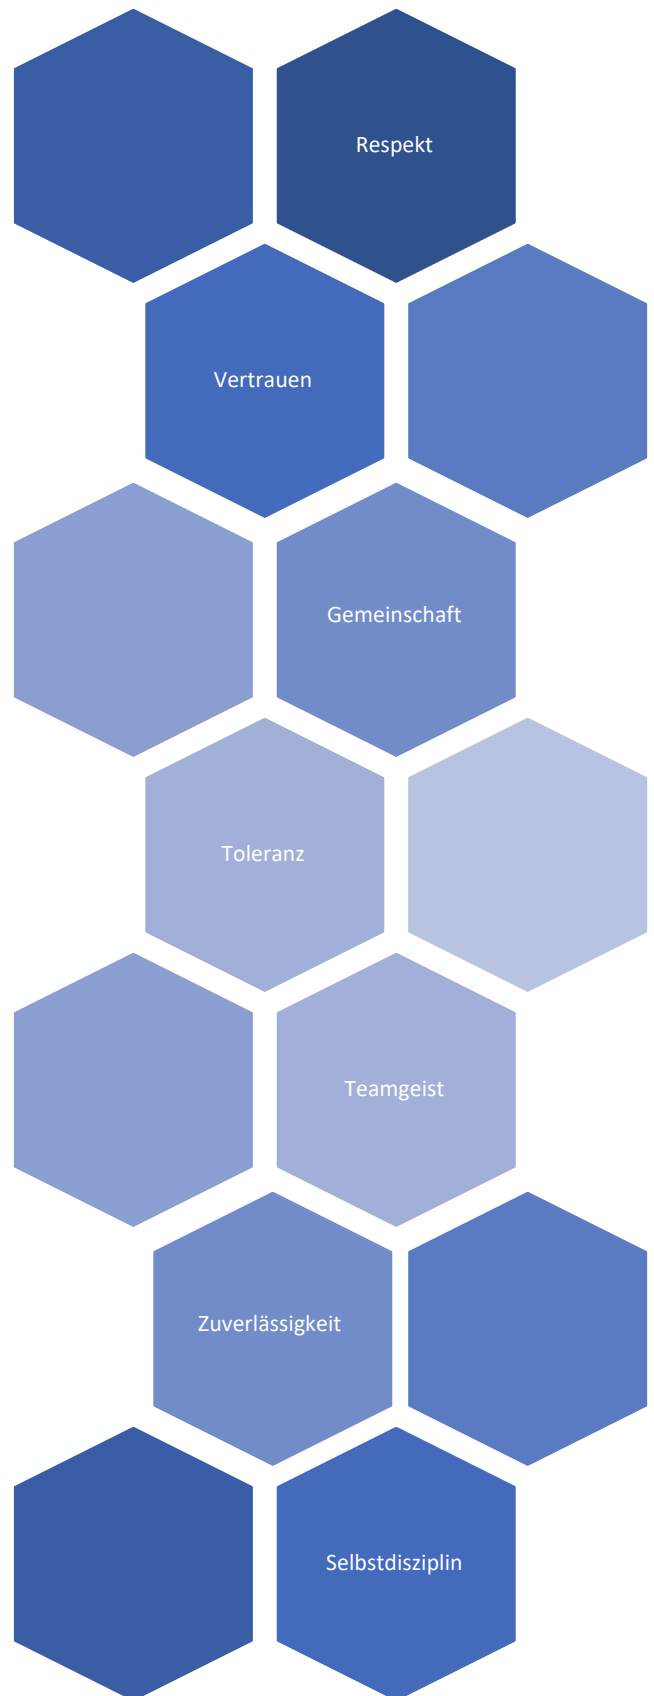 Respekt
Vertrauen
Gemeinschaft
Toleranz
Teamgeist
Zuverlässigkeit
Selbstdisziplin